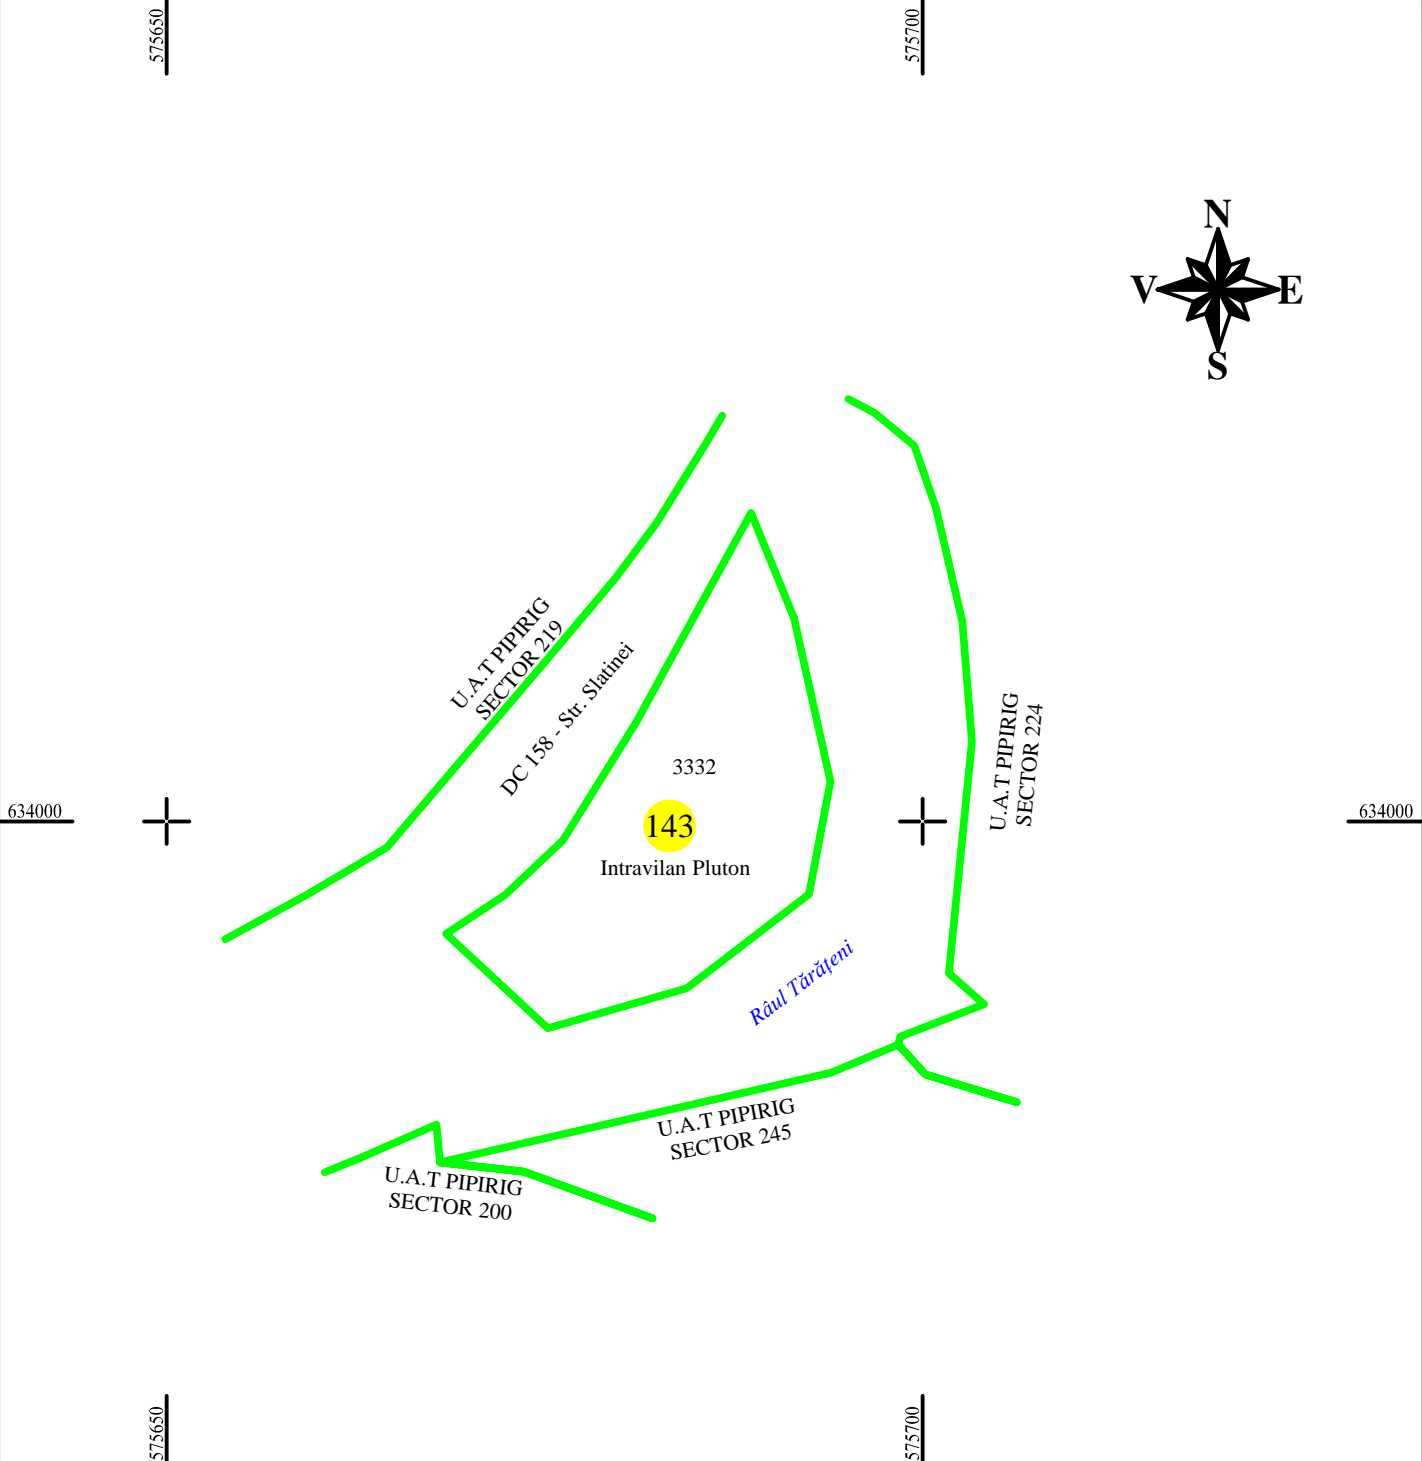 575650
575700
N
V
E
S
U.A.T PIPIRIG
SECTOR 219
DC 158 - Str. Slatinei
3332
143
Intravilan Pluton
U.A.T PIPIRIG
SECTOR 224
634000
634000
Râul Tărățeni
U.A.T PIPIRIG
SECTOR 245
U.A.T PIPIRIG
SECTOR 200
575650
575700